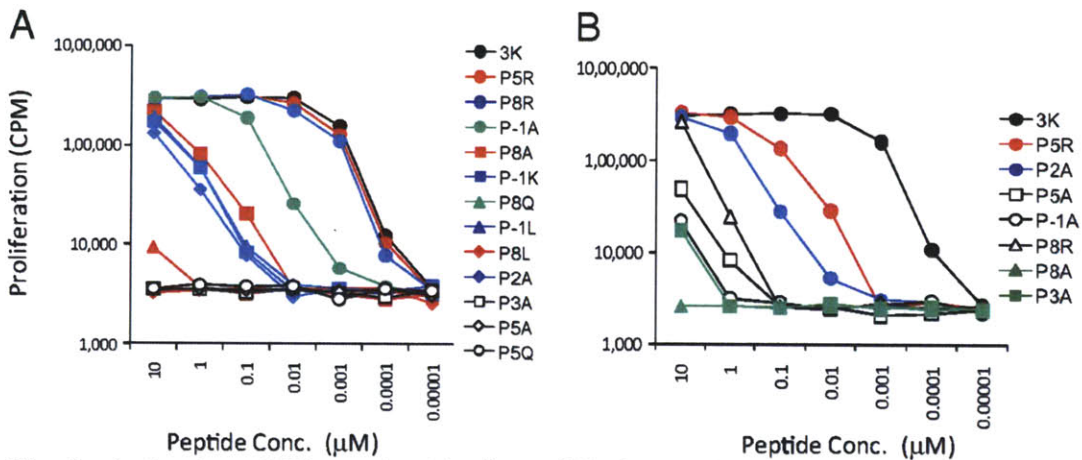 A
Proliferation (CPM)
10,00,000
1,00,000
10,000
1,000
10
1
0.1
0.01
0.001
0.0001
0.00001
Peptide Conc. (μM)
3K
P5R
P8R
P-1A
P8A
P-1K
P8Q
P-1L
P8L
P2A
P3A
P5A
P5Q
B
10,00,000
1,00,000
10,000
1,000
10
1
0.1
0.01
0.001
0.0001
0.00001
Peptide Conc. (μM)
3K
P5R
P2A
P5A
P-1A
P8R
P8A
P3A